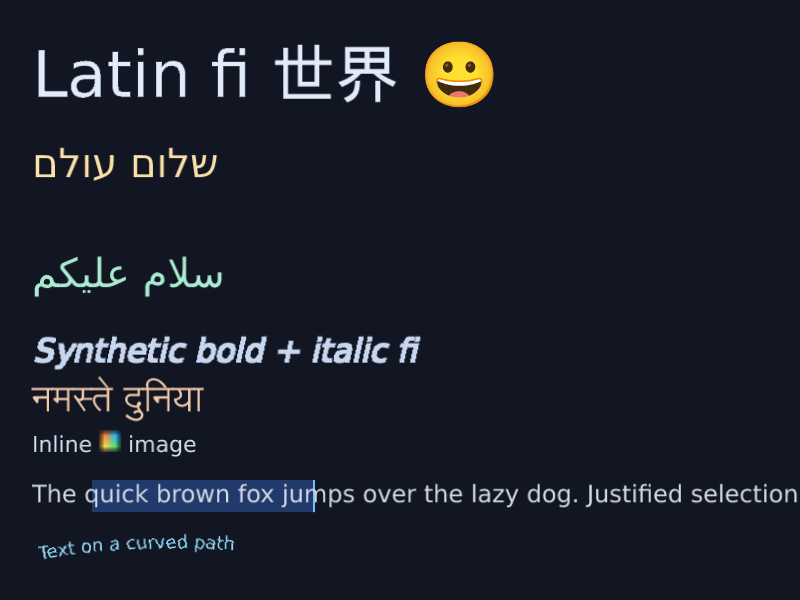 Latin fi 世界 😀
שלום עולם
سلام عليكم
Synthetic bold + italic fi
नमस्ते दुनिया
Inline image
The quick brown fox jumps over the lazy dog. Justified selection
Text on a curved path